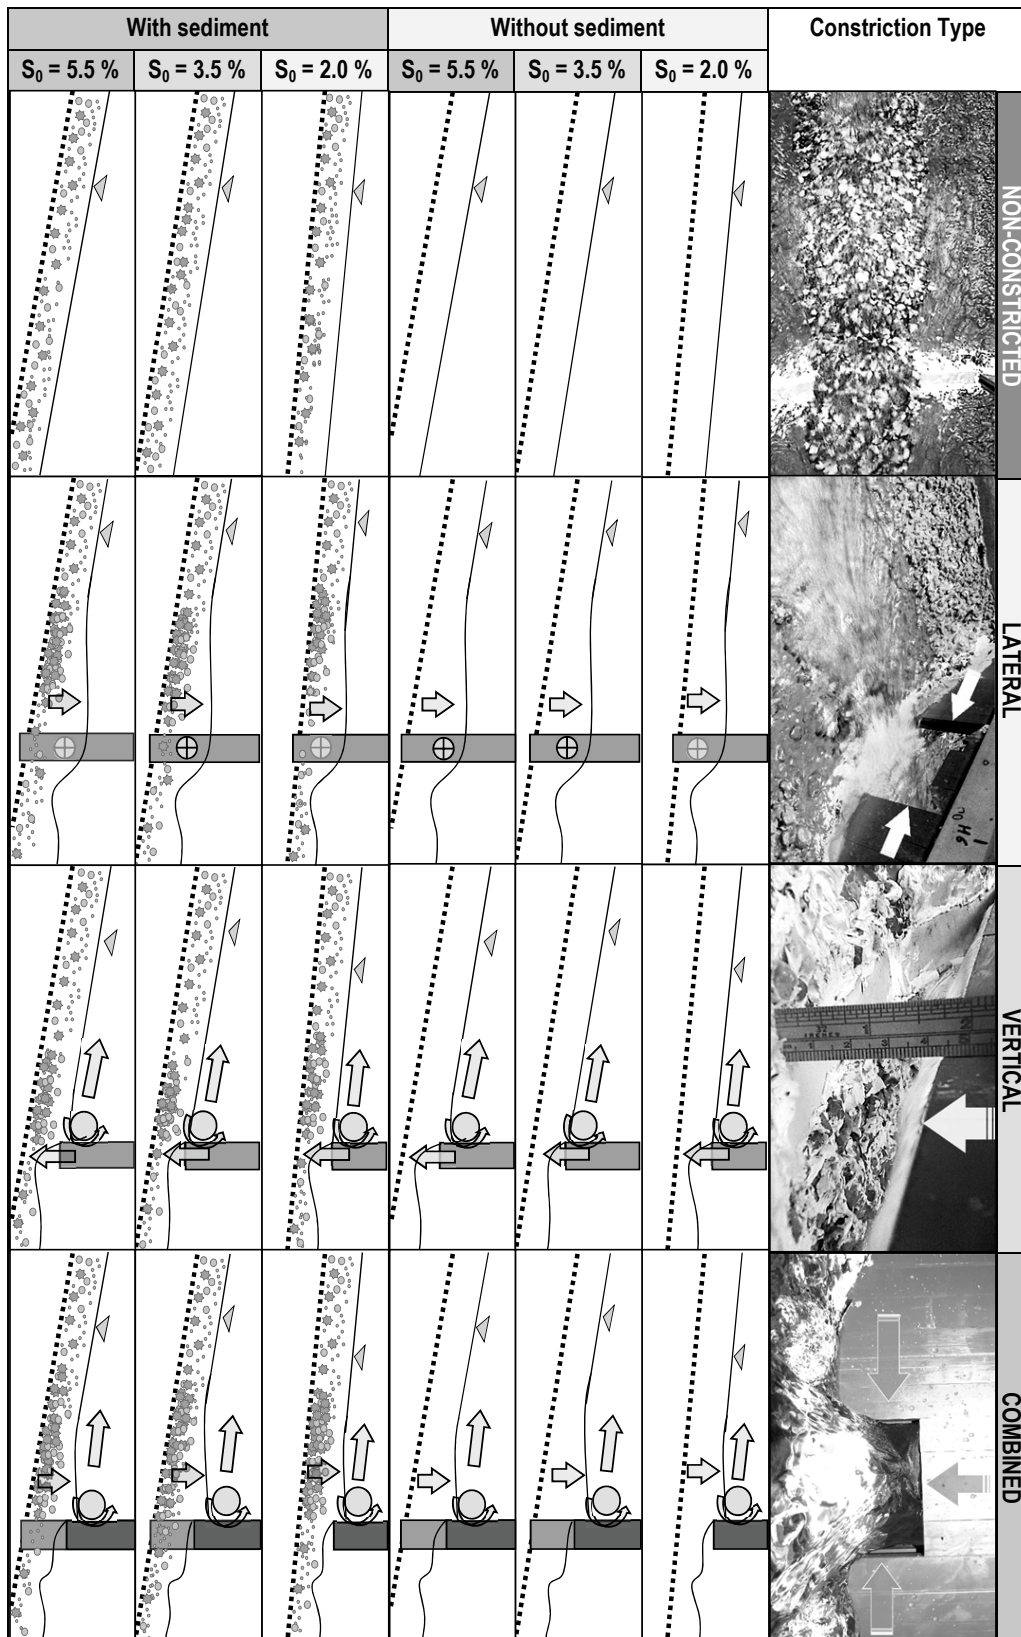 With sediment
Without sediment
Constriction Type
S₀ = 5.5 %
S₀ = 3.5 %
S₀ = 2.0 %
S₀ = 5.5 %
S₀ = 3.5 %
S₀ = 2.0 %
NON-CONSTRICTED
LATERAL
VERTICAL
COMBINED